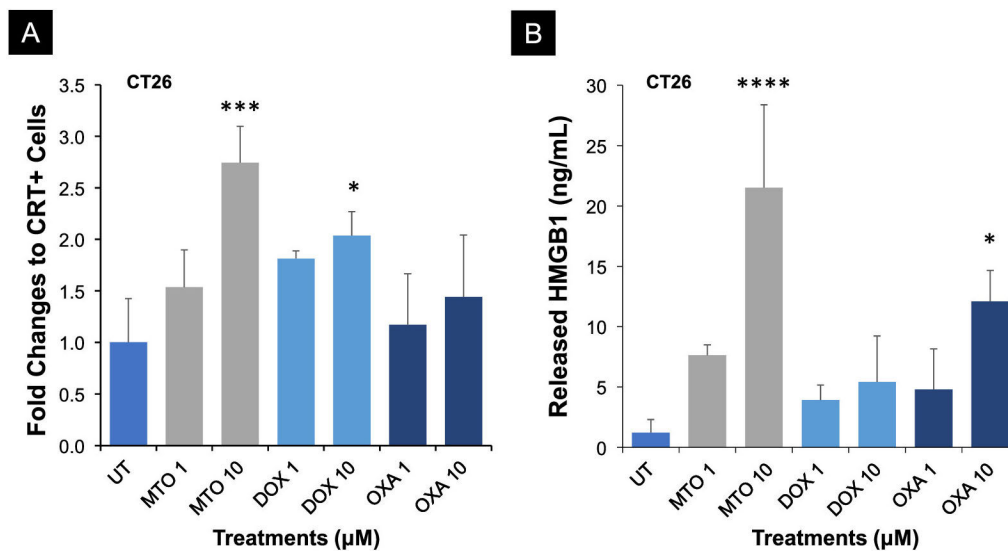 A
CT26
Fold Changes to CRT+ Cells
3.5
3.0
2.5
2.0
1.5
1.0
0.5
0.0
***
*
UT
MTO 1
MTO 10
DOX 1
DOX 10
OXA 1
OXA 10
Treatments (µM)
B
CT26
Released HMGB1 (ng/mL)
30
25
20
15
10
5
0
****
*
UT
MTO 1
MTO 10
DOX 1
DOX 10
OXA 1
OXA 10
Treatments (µM)